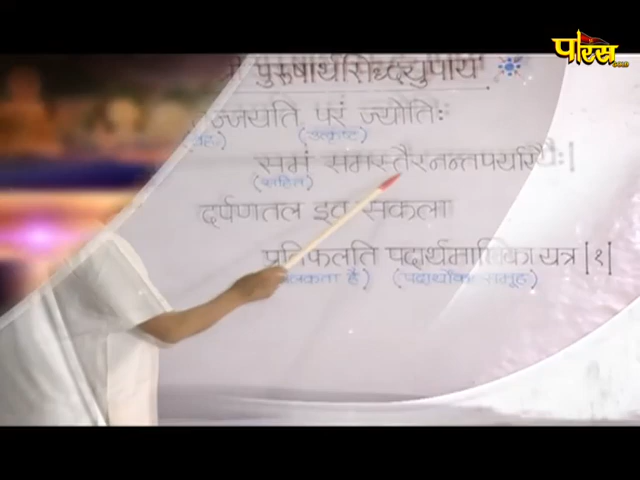 पारस
श्री पुरुषार्थसिद्ध्युपाय
ज्जयति परं ज्योतिः
(उत्कृष्ट)
समं समस्तैरनन्तपर्यायैः|
(सहित)
दर्पणतल इव सकला
प्रतिफलति पदार्थमालिका यत्र |१|
झलकता है) (पदार्थोंका समूह)